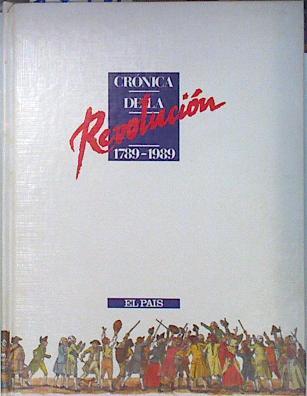 CRÓNICA
DE LA
Revolución
1789-1989
EL PAIS